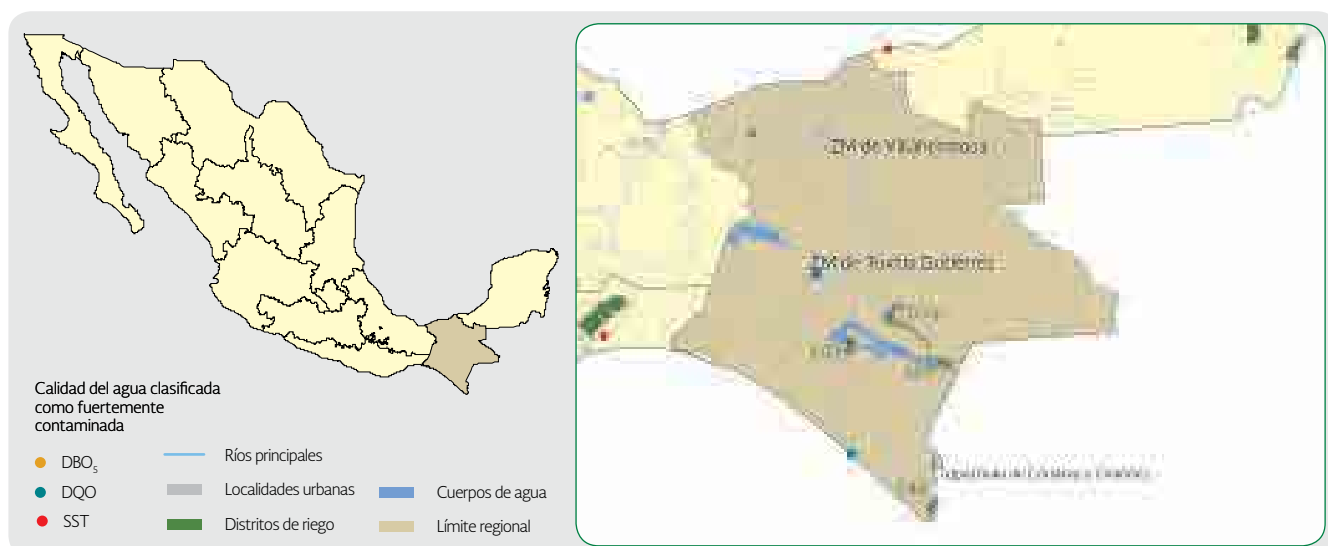 Calidad del agua clasificada
como fuertemente
contaminada
DBO₅
DQO
SST
Ríos principales
Localidades urbanas
Distritos de riego
Cuerpos de agua
Límite regional
ZM de Villahermosa
ZM de Tuxtla Gutiérrez